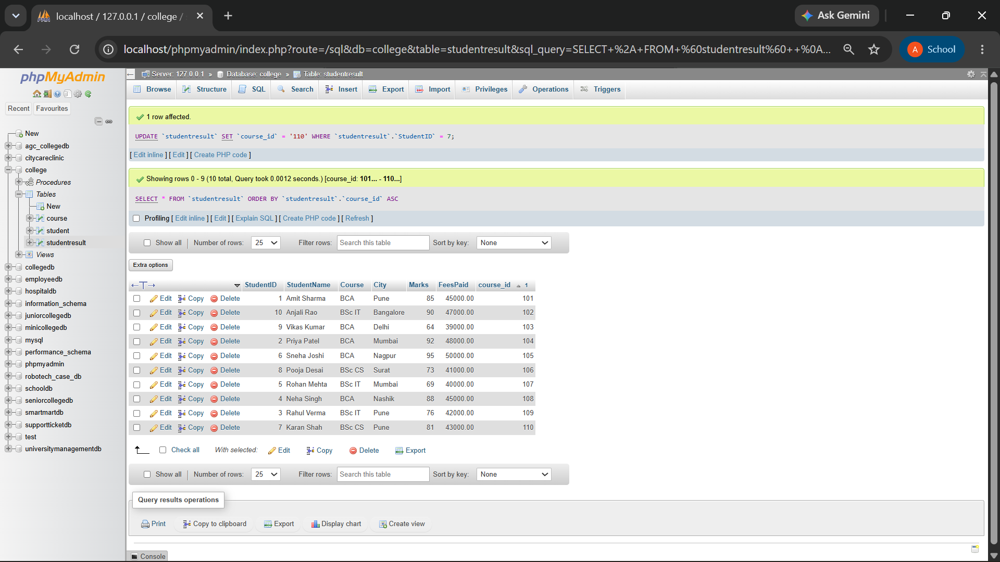 localhost / 127.0.0.1 / college /
Ask Gemini
localhost/phpmyadmin/index.php?route=/sql&db=college&table=studentresult&sql_query=SELECT+%2A+FROM+%60studentresult%60++%0A...
A School
phpMyAdmin
Recent Favourites
New
agc_collegedb
citycareclinic
college
Procedures
Tables
New
course
student
studentresult
Views
collegedb
employeedb
hospitaldb
information_schema
juniorcollegedb
minicollegedb
mysql
performance_schema
phpmyadmin
robotech_case_db
schooldb
seniorcollegedb
smartmartdb
supportticketdb
test
universitymanagementdb
Server: 127.0.0.1 » Database: college » Table: studentresult
Browse Structure SQL Search Insert Export Import Privileges Operations Triggers
1 row affected.
UPDATE `studentresult` SET `course_id` = '110' WHERE `studentresult`.`StudentID` = 7;
[ Edit inline ] [ Edit ] [ Create PHP code ]
Showing rows 0 - 9 (10 total, Query took 0.0012 seconds.) [course_id: 101... - 110...]
SELECT * FROM `studentresult` ORDER BY `studentresult`.`course_id` ASC
Profiling [ Edit inline ] [ Edit ] [ Explain SQL ] [ Create PHP code ] [ Refresh ]
Show all Number of rows: 25 Filter rows: Search this table Sort by key: None
Extra options
StudentID StudentName Course City Marks FeesPaid course_id 1
Edit Copy Delete 1 Amit Sharma BCA Pune 85 45000.00 101
Edit Copy Delete 10 Anjali Rao BSc IT Bangalore 90 47000.00 102
Edit Copy Delete 9 Vikas Kumar BCA Delhi 64 39000.00 103
Edit Copy Delete 2 Priya Patel BCA Mumbai 92 48000.00 104
Edit Copy Delete 6 Sneha Joshi BCA Nagpur 95 50000.00 105
Edit Copy Delete 8 Pooja Desai BSc CS Surat 73 41000.00 106
Edit Copy Delete 5 Rohan Mehta BSc IT Mumbai 69 40000.00 107
Edit Copy Delete 4 Neha Singh BCA Nashik 88 45000.00 108
Edit Copy Delete 3 Rahul Verma BSc IT Pune 76 42000.00 109
Edit Copy Delete 7 Karan Shah BSc CS Pune 81 43000.00 110
Check all With selected: Edit Copy Delete Export
Show all Number of rows: 25 Filter rows: Search this table Sort by key: None
Query results operations
Print Copy to clipboard Export Display chart Create view
Console